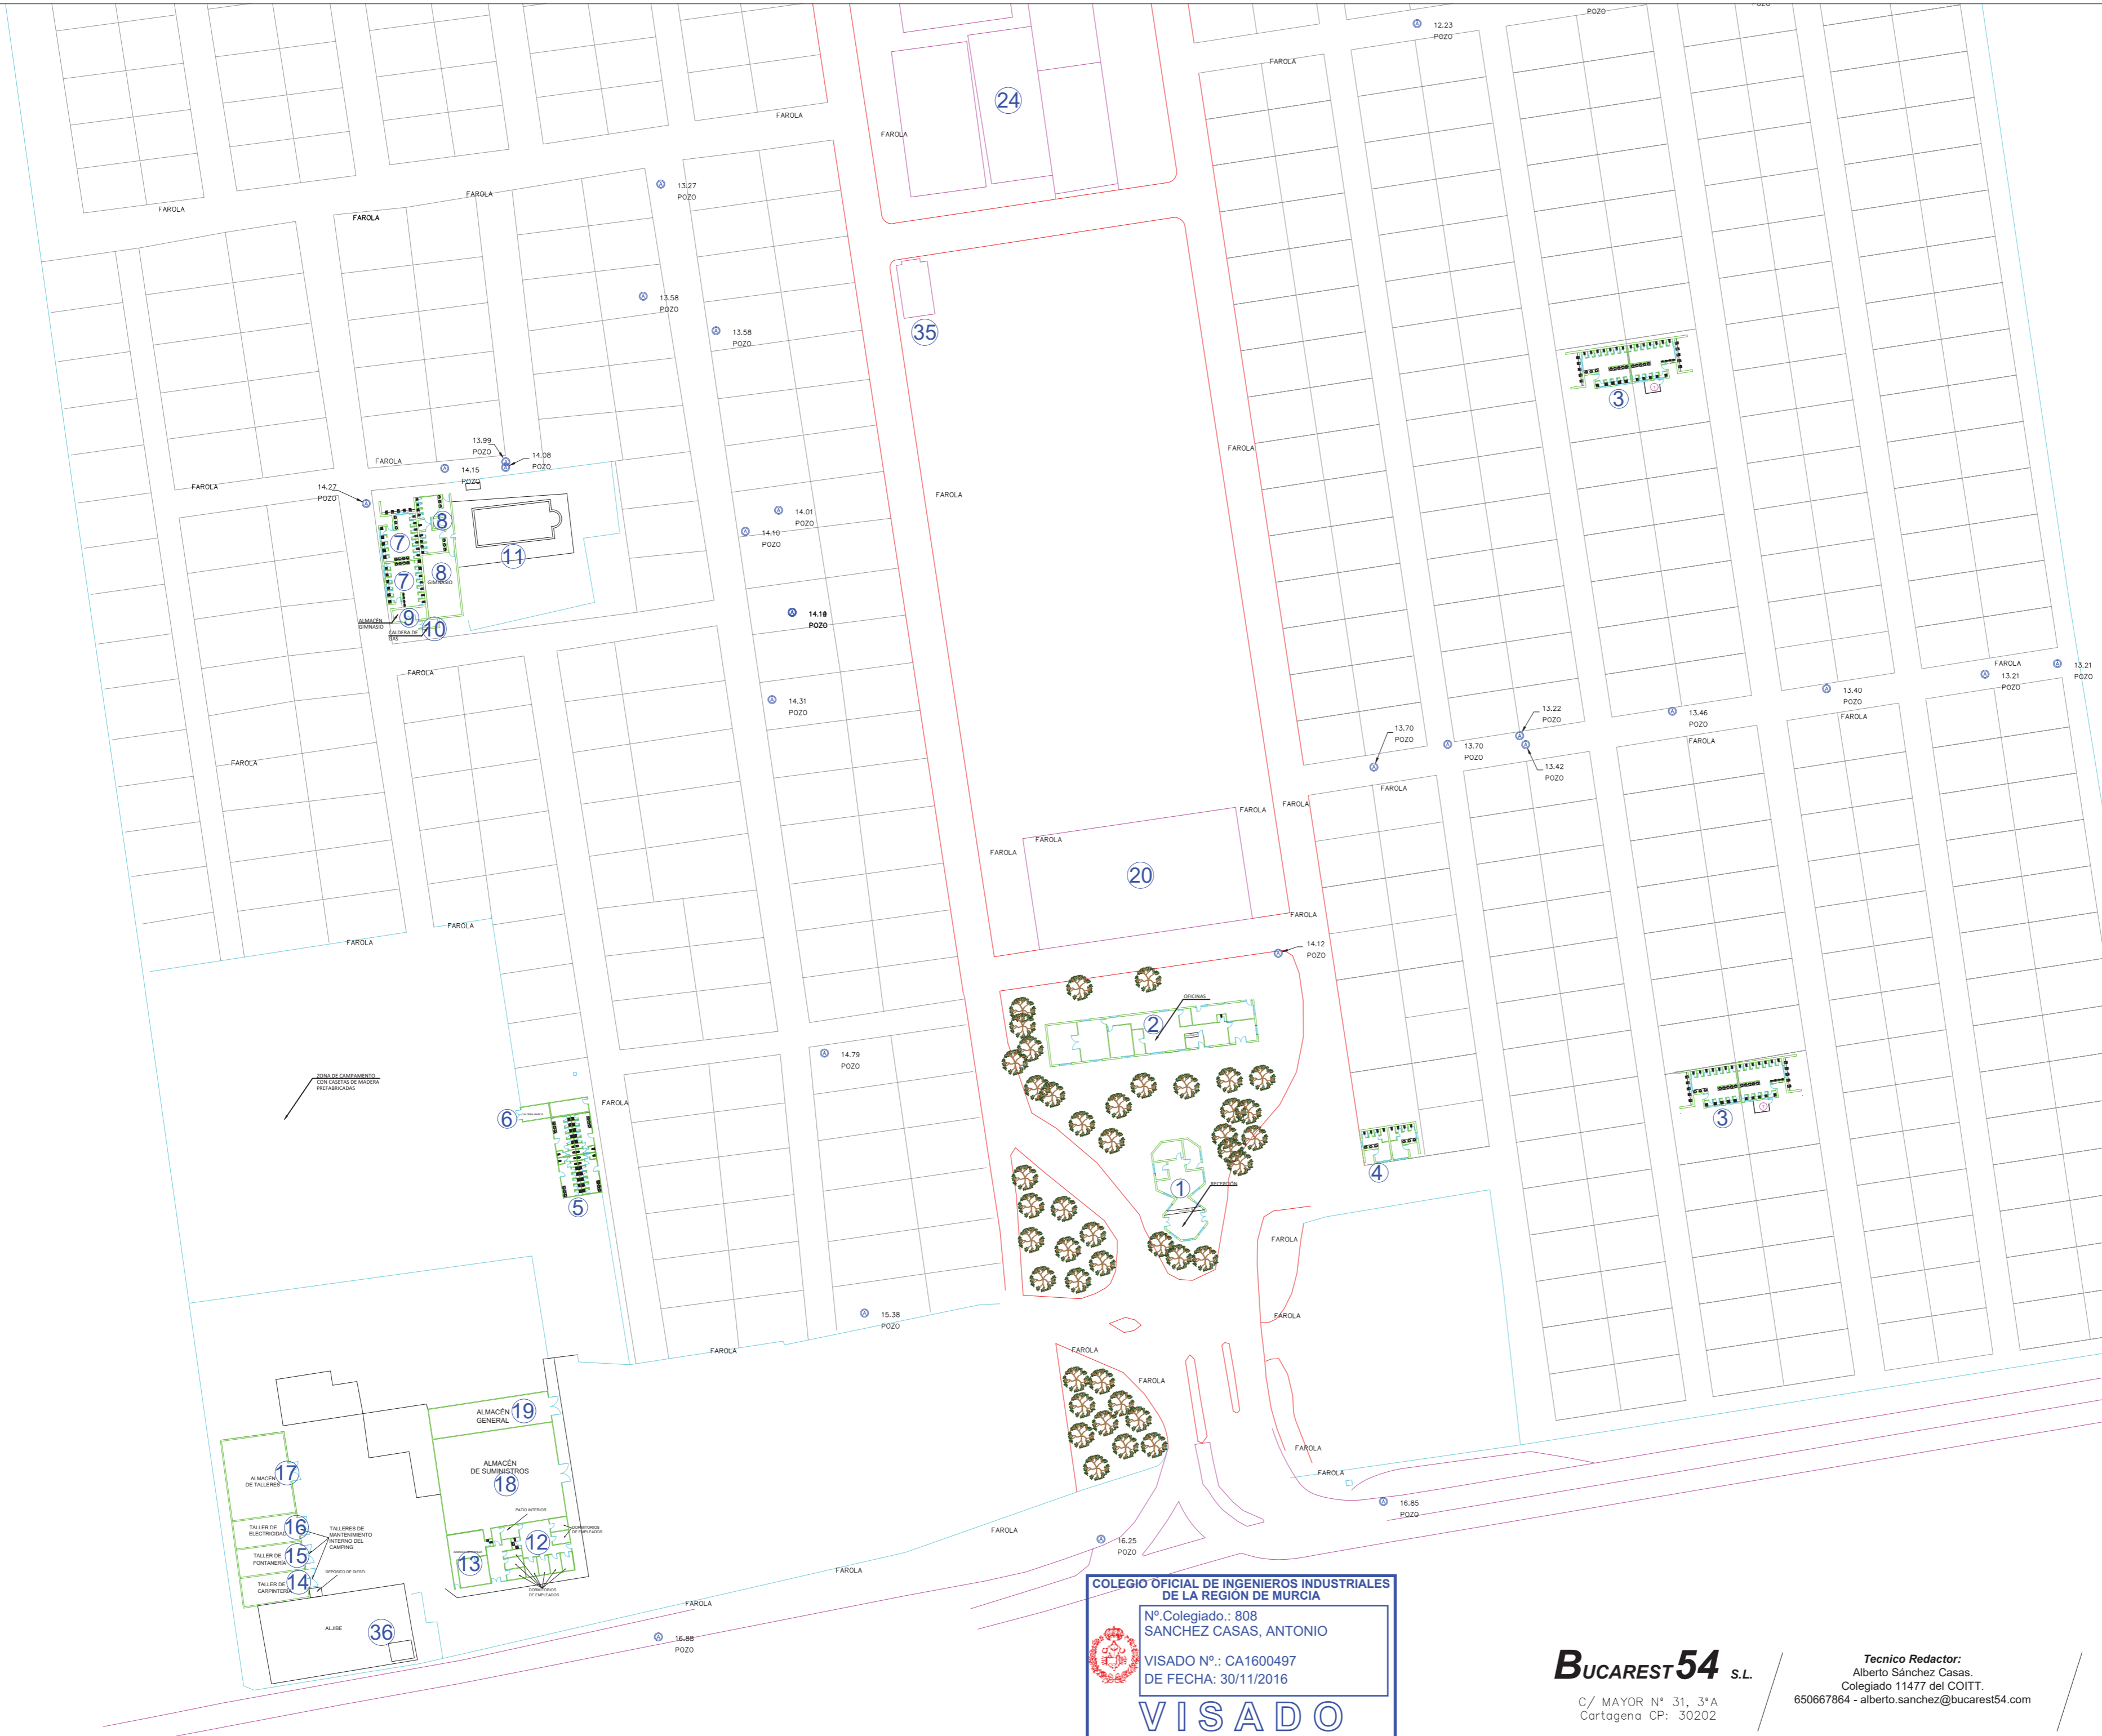 12.23
POZO
POZO
FAROLA
24
FAROLA
FAROLA
13.27
POZO
FAROLA
FAROLA
FAROLA
13.58
POZO
13.58
POZO
35
3
13.99
POZO
14.08
POZO
FAROLA
14.15
POZO
FAROLA
FAROLA
14.27
POZO
FAROLA
8
7
11
8
GIMNASIO
7
9
10
ALMACÉN
GIMNASIO
CALDERA DE
GAS
14.01
POZO
14.10
POZO
POZO
FAROLA
14.31
POZO
FAROLA
13.21
POZO
FAROLA
13.21
POZO
13.40
POZO
FAROLA
13.46
POZO
FAROLA
13.22
POZO
13.42
POZO
13.70
POZO
13.70
POZO
FAROLA
FAROLA
FAROLA
FAROLA
FAROLA
FAROLA
20
FAROLA
FAROLA
FAROLA
14.12
POZO
OFICINAS
2
14.79
POZO
ZONA DE CAMPAMENTO
CON CASETAS DE MADERA
PREFABRICADAS
FAROLA
6
5
3
4
1
RECEPCIÓN
FAROLA
15.38
POZO
FAROLA
FAROLA
FAROLA
FAROLA
ALMACÉN
GENERAL
19
ALMACÉN
DE SUMINISTROS
18
ALMACÉN
DE TALLERES
17
FAROLA
FAROLA
16.85
POZO
PATIO INTERIOR
TALLER DE
ELECTRICIDAD
16
TALLERES DE
MANTENIMIENTO
INTERNO DEL
CAMPING
12
DORMITORIOS
DE EMPLEADOS
13
TALLER DE
FONTANERÍA
15
DEPÓSITO DE DIESEL
TALLER DE
CARPINTERÍA
14
DORMITORIOS
DE EMPLEADOS
FAROLA
16.25
POZO
FAROLA
FAROLA
ALJIBE
36
16.88
POZO
COLEGIO OFICIAL DE INGENIEROS INDUSTRIALES
DE LA REGIÓN DE MURCIA
Nº.Colegiado.: 808
SANCHEZ CASAS, ANTONIO
VISADO Nº.: CA1600497
DE FECHA: 30/11/2016
VISADO
BUCAREST 54 S.L.
C/ MAYOR Nº 31, 3ºA
Cartagena CP: 30202
Tecnico Redactor:
Alberto Sánchez Casas.
Colegiado 11477 del COITT.
650667864 - alberto.sanchez@bucarest54.com